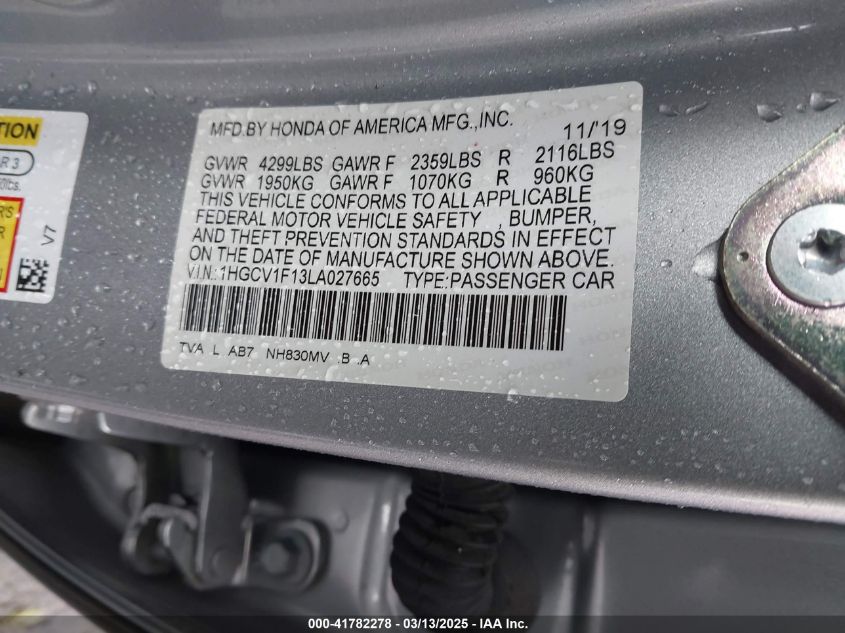 TION
R 3
0lbs.
R'S
R
V7
MFD.BY HONDA OF AMERICA MFG.,INC. 11/'19
GVWR 4299LBS GAWR F 2359LBS R 2116LBS
GVWR 1950KG GAWR F 1070KG R 960KG
THIS VEHICLE CONFORMS TO ALL APPLICABLE
FEDERAL MOTOR VEHICLE SAFETY , BUMPER,
AND THEFT PREVENTION STANDARDS IN EFFECT
ON THE DATE OF MANUFACTURE SHOWN ABOVE.
V.I.N.:1HGCV1F13LA027665 TYPE:PASSENGER CAR
TVA L AB7 NH830MV .B .A
000-41782278 - 03/13/2025 - IAA Inc.